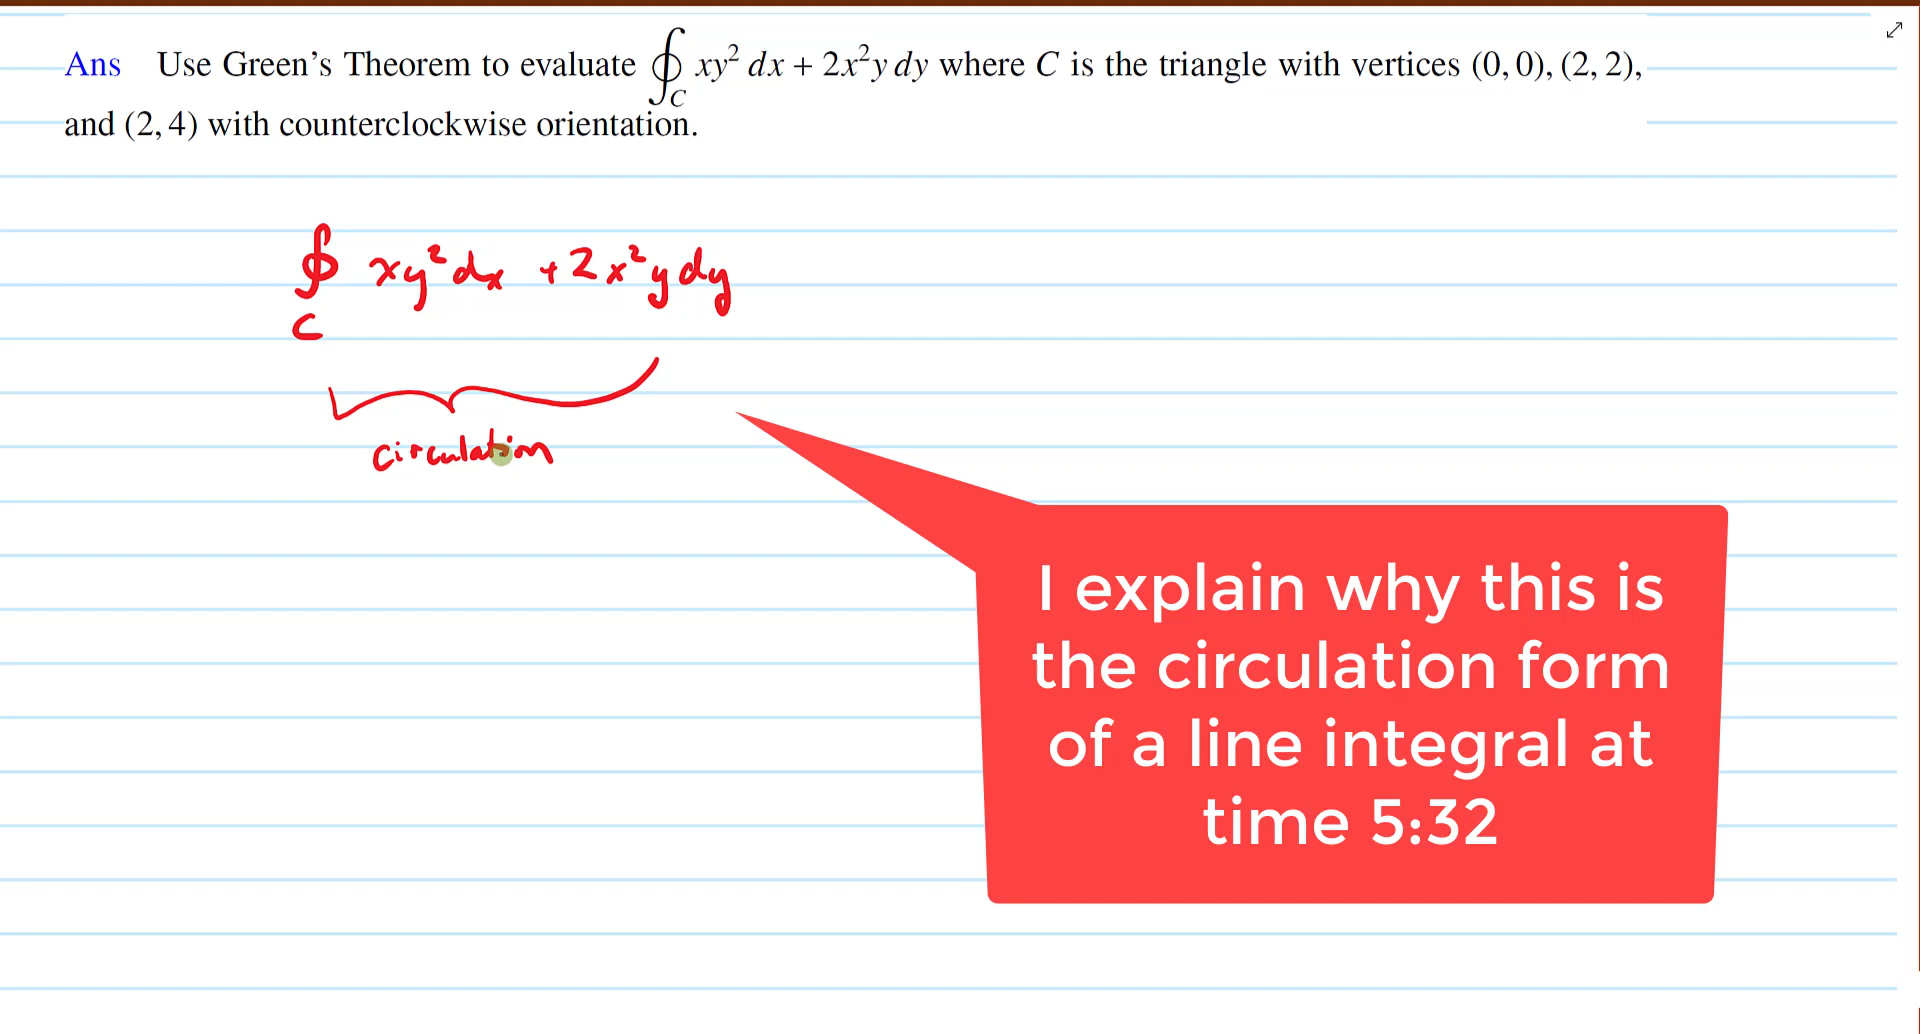 Ans Use Green's Theorem to evaluate ∮_C xy² dx + 2x²y dy where C is the triangle with vertices (0, 0), (2, 2),
and (2, 4) with counterclockwise orientation.
∮_C xy² dx + 2x²y dy
circulation
I explain why this is
the circulation form
of a line integral at
time 5:32